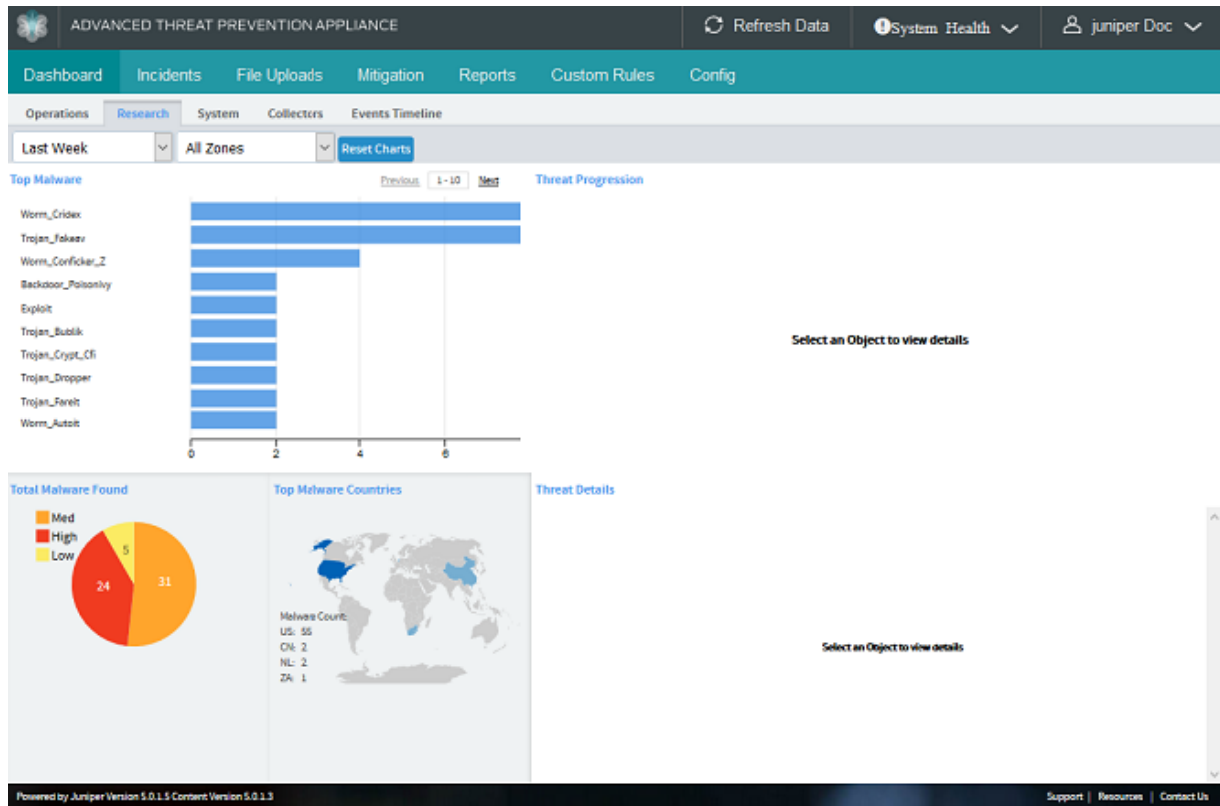 ADVANCED THREAT PREVENTION APPLIANCE
Refresh Data
System Health
juniper Doc
Dashboard Incidents File Uploads Mitigation Reports Custom Rules Config
Operations Research System Collectors Events Timeline
Last Week All Zones Reset Charts
Top Malware
Previous 1 - 10 Next
Worm_Cridex
Trojan_Fakeav
Worm_Conficker_Z
Backdoor_Poisonivy
Exploit
Trojan_Bublik
Trojan_Crypt_Cfi
Trojan_Dropper
Trojan_Fareit
Worm_Autoit
0 2 4 6
Threat Progression
Select an Object to view details
Total Malware Found
Med
High
Low
5
24
31
Top Malware Countries
Malware Count:
US: 55
CN: 2
NL: 2
ZA: 1
Threat Details
Select an Object to view details
Powered by Juniper Version 5.0.1.5 Content Version 5.0.1.3
Support | Resources | Contact Us